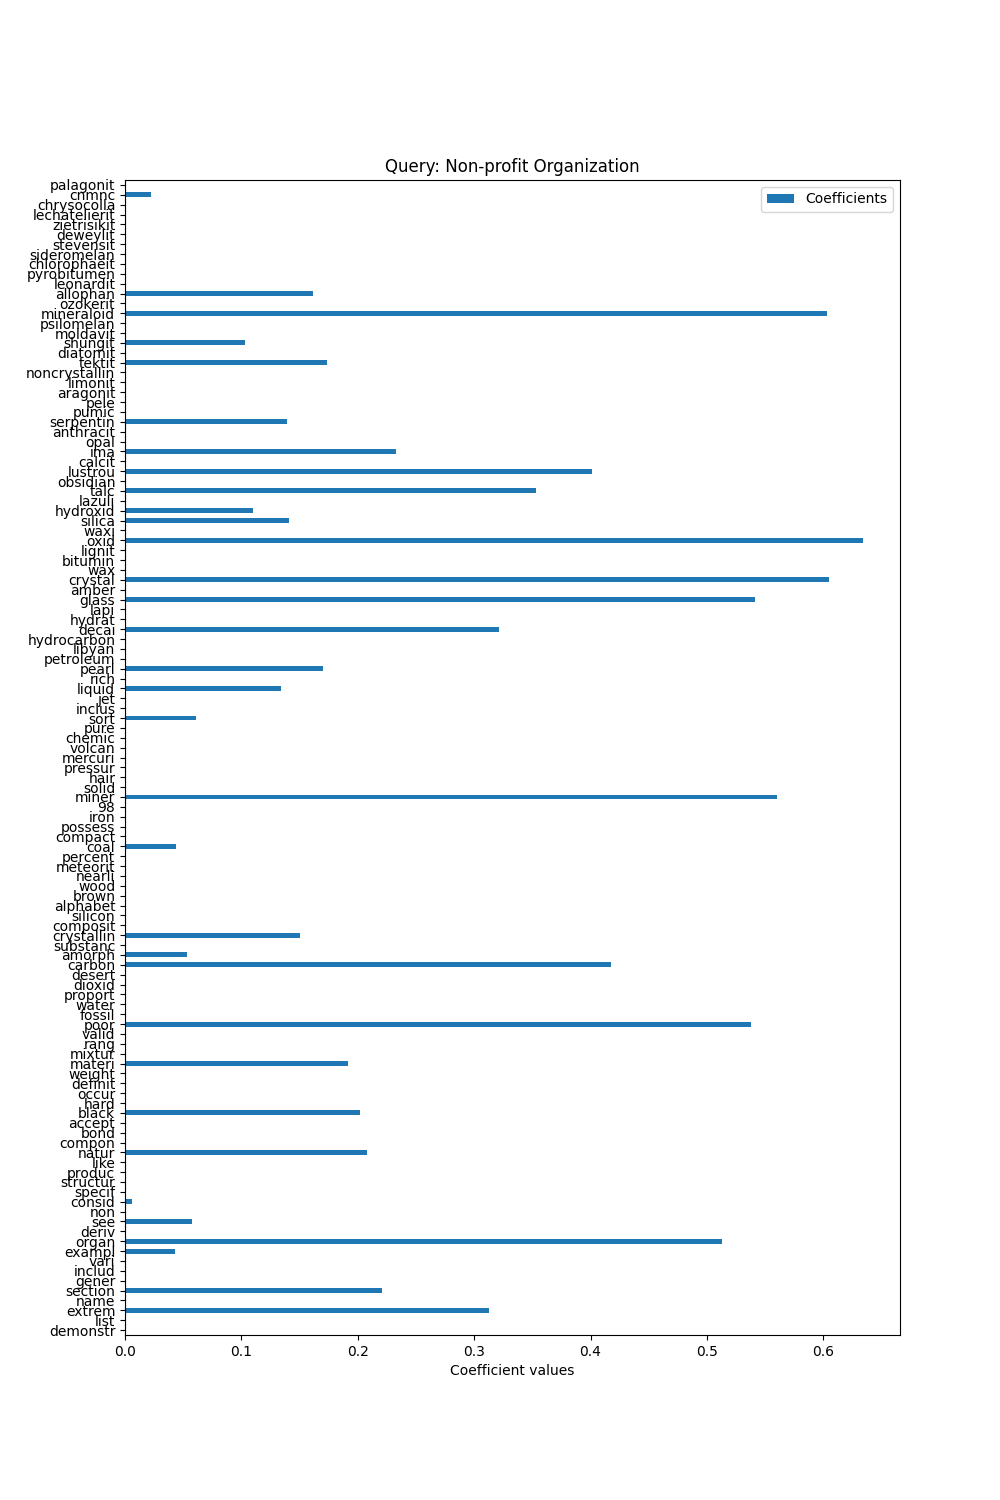 Query: Non-profit Organization
Coefficients
palagonit
cnmnc
chrysocolla
lechatelierit
zietrisikit
deweylit
stevensit
sideromelan
chlorophaeit
pyrobitumen
leonardit
allophan
ozokerit
mineraloid
psilomelan
moldavit
shungit
diatomit
tektit
noncrystallin
limonit
aragonit
pele
pumic
serpentin
anthracit
opal
ima
calcit
lustrou
obsidian
talc
lazuli
hydroxid
silica
waxi
oxid
lignit
bitumin
wax
crystal
amber
glass
lapi
hydrat
decai
hydrocarbon
libyan
petroleum
pearl
rich
liquid
jet
inclus
sort
pure
chemic
volcan
mercuri
pressur
hair
solid
miner
98
iron
possess
compact
coal
percent
meteorit
nearli
wood
brown
alphabet
silicon
composit
crystallin
substanc
amorph
carbon
desert
dioxid
proport
water
fossil
poor
valid
rang
mixtur
materi
weight
definit
occur
hard
black
accept
bond
compon
natur
like
produc
structur
specif
consid
non
see
deriv
organ
exampl
vari
includ
gener
section
name
extrem
list
demonstr
0.0 0.1 0.2 0.3 0.4 0.5 0.6
Coefficient values